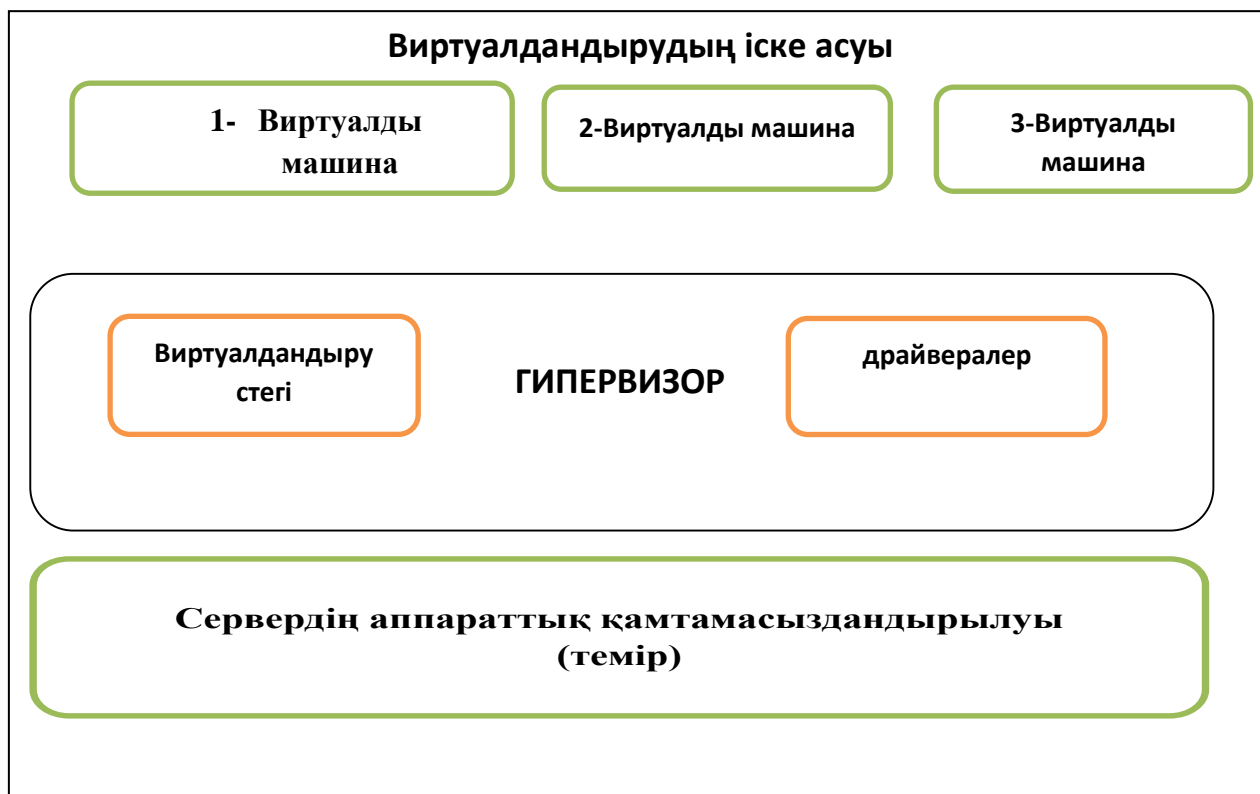 Виртуалдандырудың іске асуы
1- Виртуалды
машина
2-Виртуалды машина
3-Виртуалды
машина
Виртуалдандыру
стегі
ГИПЕРВИЗОР
драйвералер
Сервердің аппараттық қамтамасыздандырылуы
(темір)